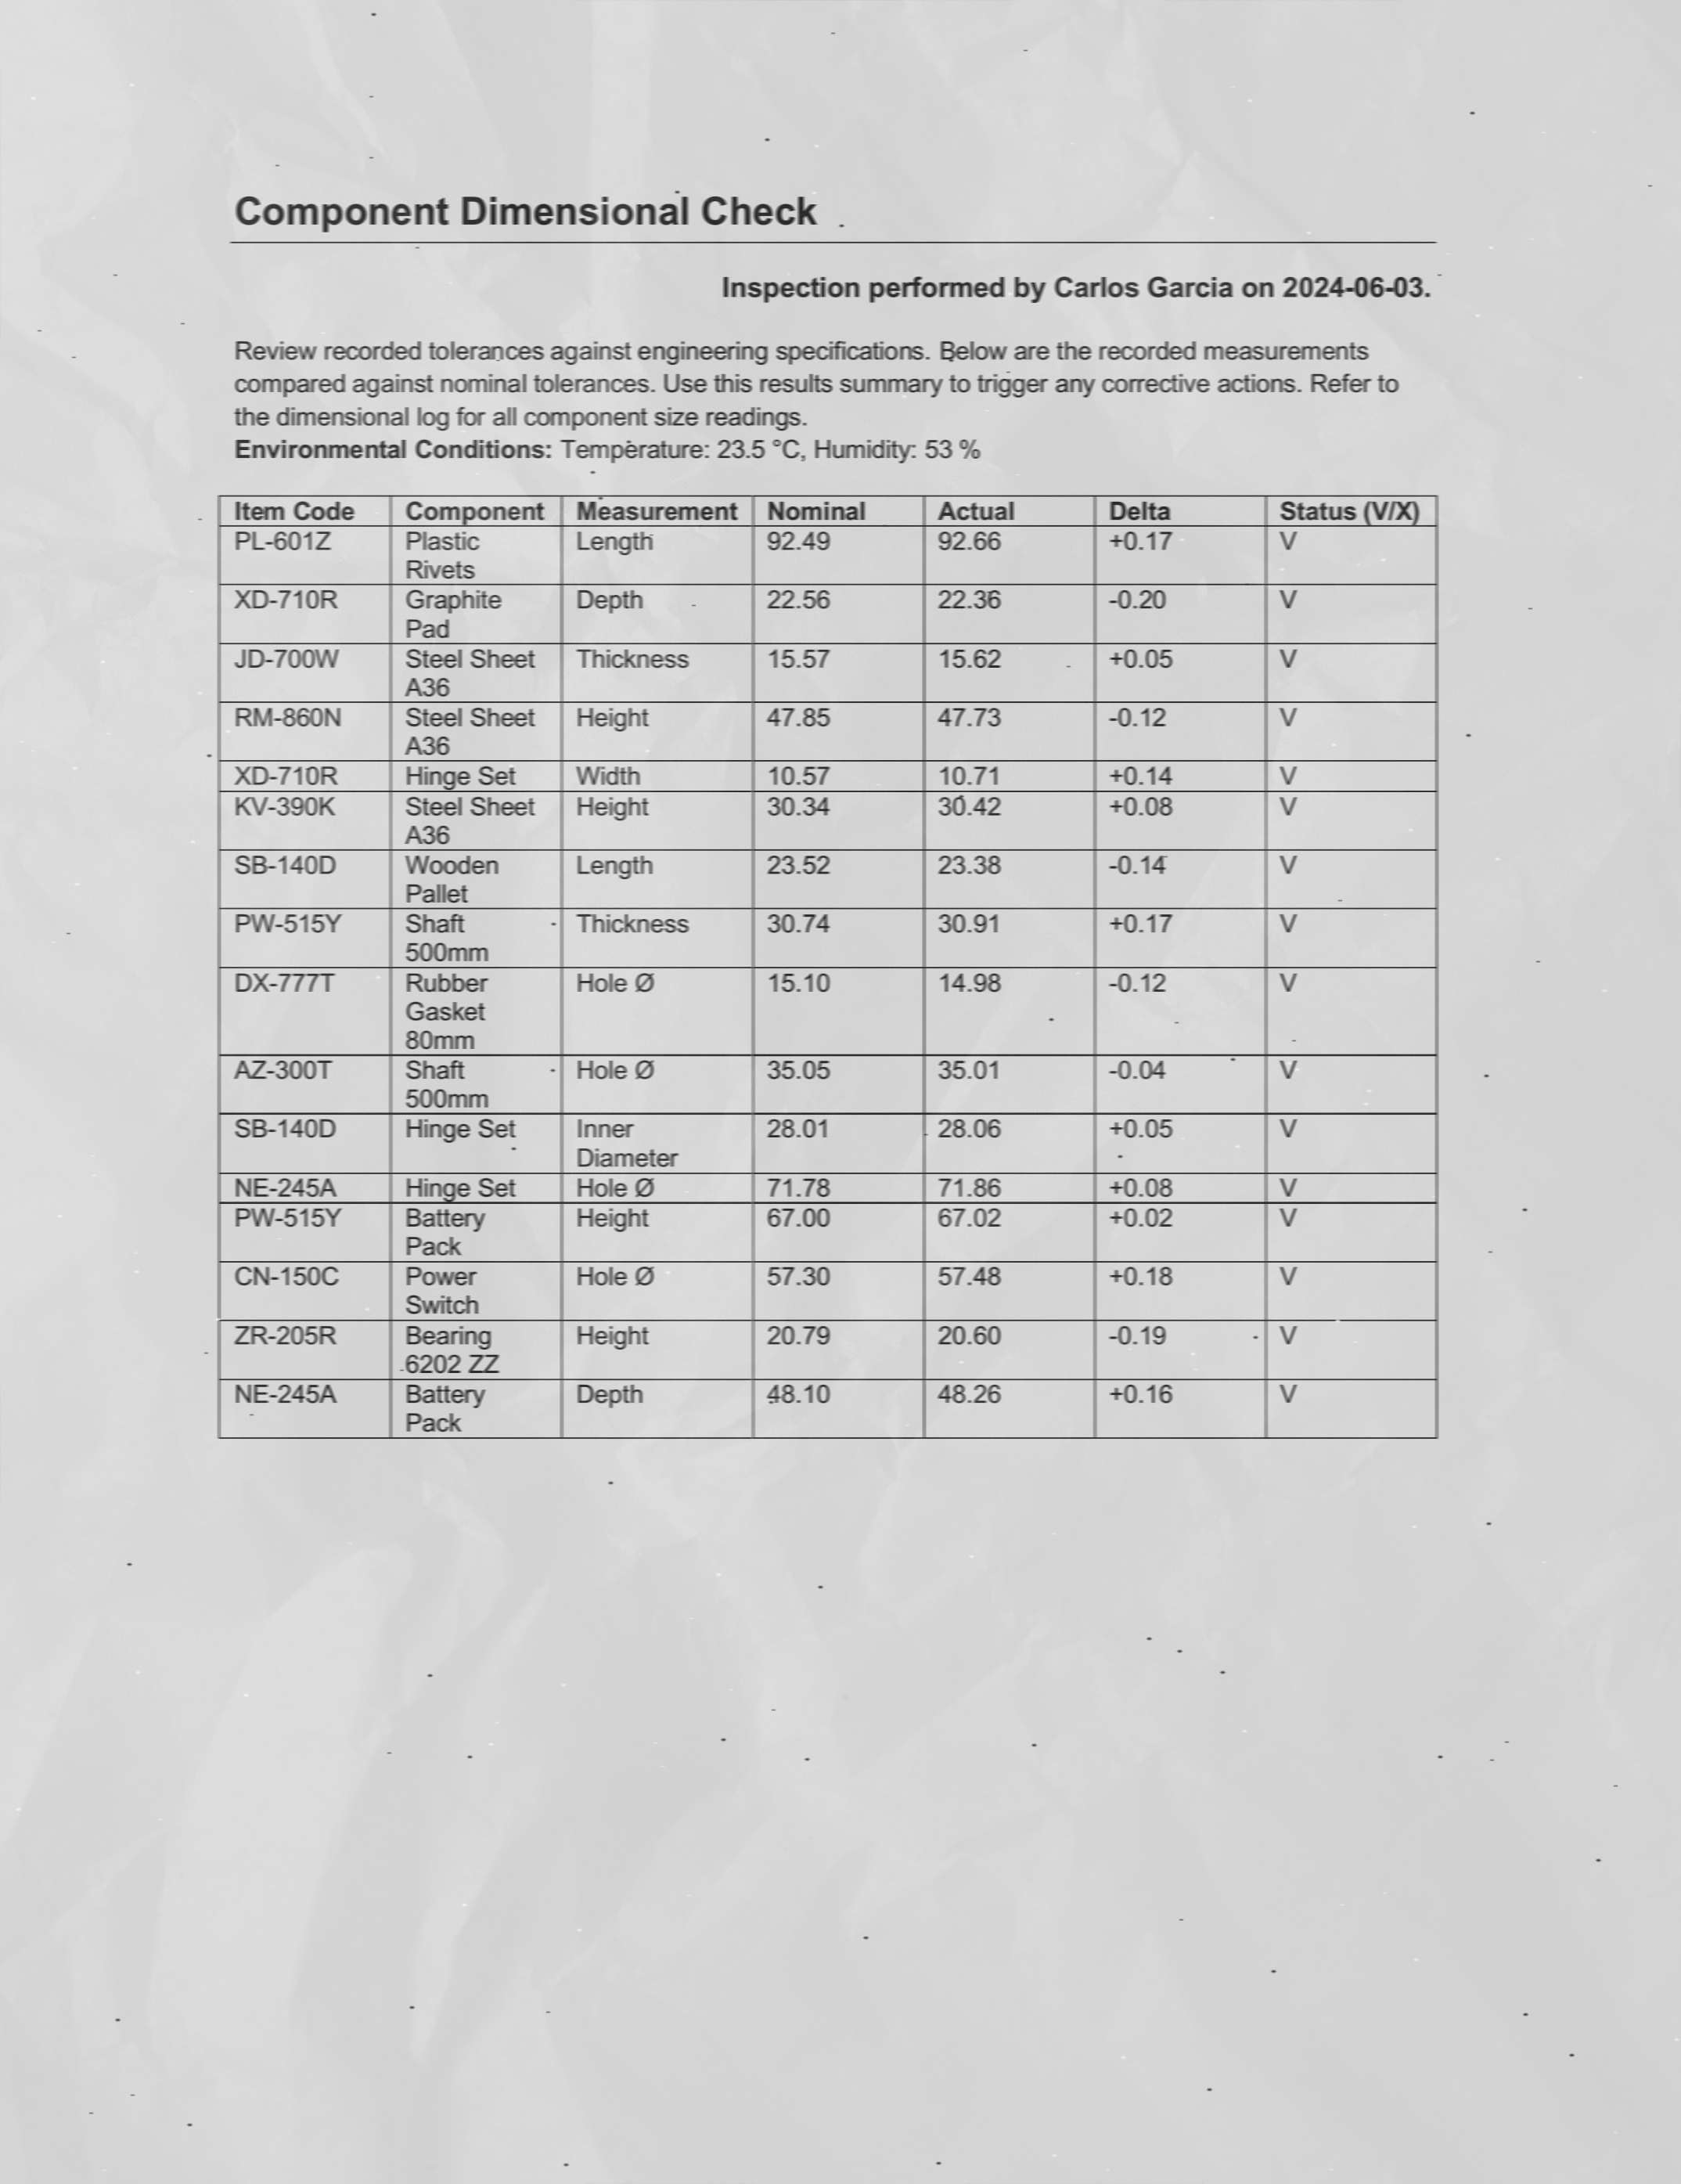 Component Dimensional Check
Inspection performed by Carlos Garcia on 2024-06-03.
Review recorded tolerances against engineering specifications. Below are the recorded measurements
compared against nominal tolerances. Use this results summary to trigger any corrective actions. Refer to
the dimensional log for all component size readings.
Environmental Conditions: Temperature: 23.5 °C, Humidity: 53 %
Item Code Component Measurement Nominal Actual Delta Status (V/X)
PL-601Z Plastic Length 92.49 92.66 +0.17 V
Rivets
XD-710R Graphite Depth 22.56 22.36 -0.20 V
Pad
JD-700W Steel Sheet Thickness 15.57 15.62 +0.05 V
A36
RM-860N Steel Sheet Height 47.85 47.73 -0.12 V
A36
XD-710R Hinge Set Width 10.57 10.71 +0.14 V
KV-390K Steel Sheet Height 30.34 30.42 +0.08 V
A36
SB-140D Wooden Length 23.52 23.38 -0.14 V
Pallet
PW-515Y Shaft Thickness 30.74 30.91 +0.17 V
500mm
DX-777T Rubber Hole Ø 15.10 14.98 -0.12 V
Gasket
80mm
AZ-300T Shaft Hole Ø 35.05 35.01 -0.04 V
500mm
SB-140D Hinge Set Inner 28.01 28.06 +0.05 V
Diameter
NE-245A Hinge Set Hole Ø 71.78 71.86 +0.08 V
PW-515Y Battery Height 67.00 67.02 +0.02 V
Pack
CN-150C Power Hole Ø 57.30 57.48 +0.18 V
Switch
ZR-205R Bearing Height 20.79 20.60 -0.19 V
6202 ZZ
NE-245A Battery Depth 48.10 48.26 +0.16 V
Pack